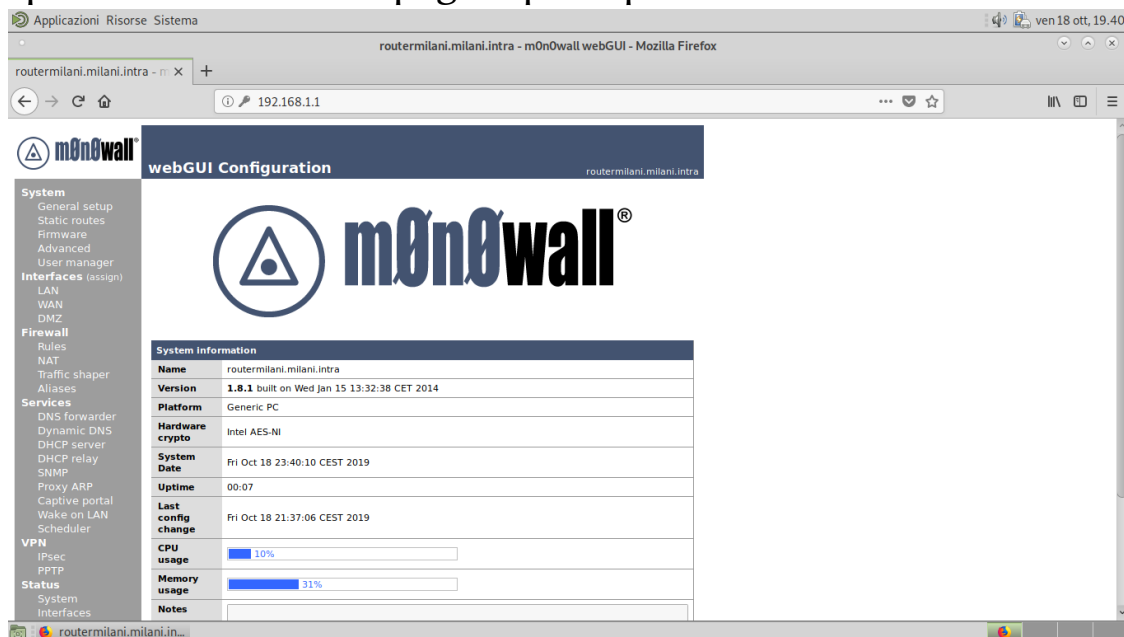 Applicazioni Risorse Sistema
ven 18 ott, 19.40
routermilani.milani.intra - m0n0wall webGUI - Mozilla Firefox
routermilani.milani.intra - m
192.168.1.1
m0n0wall®
webGUI Configuration
routermilani.milani.intra
System
General setup
Static routes
Firmware
Advanced
User manager
Interfaces (assign)
LAN
WAN
DMZ
Firewall
Rules
NAT
Traffic shaper
Aliases
Services
DNS forwarder
Dynamic DNS
DHCP server
DHCP relay
SNMP
Proxy ARP
Captive portal
Wake on LAN
Scheduler
VPN
IPsec
PPTP
Status
System
Interfaces
m0n0wall®
System information
Name routermilani.milani.intra
Version 1.8.1 built on Wed Jan 15 13:32:38 CET 2014
Platform Generic PC
Hardware
crypto Intel AES-NI
System
Date Fri Oct 18 23:40:10 CEST 2019
Uptime 00:07
Last
config
change Fri Oct 18 21:37:06 CEST 2019
CPU
usage 10%
Memory
usage 31%
Notes
routermilani.milani.in...